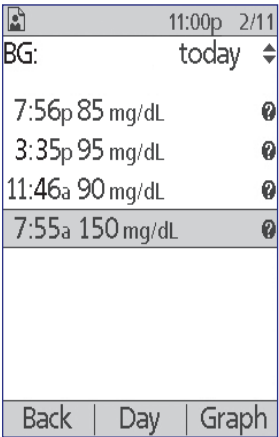 11:00p 2/11
BG: today
7:56p 85 mg/dL
3:35p 95 mg/dL
11:46a 90 mg/dL
7:55a 150 mg/dL
Back | Day | Graph